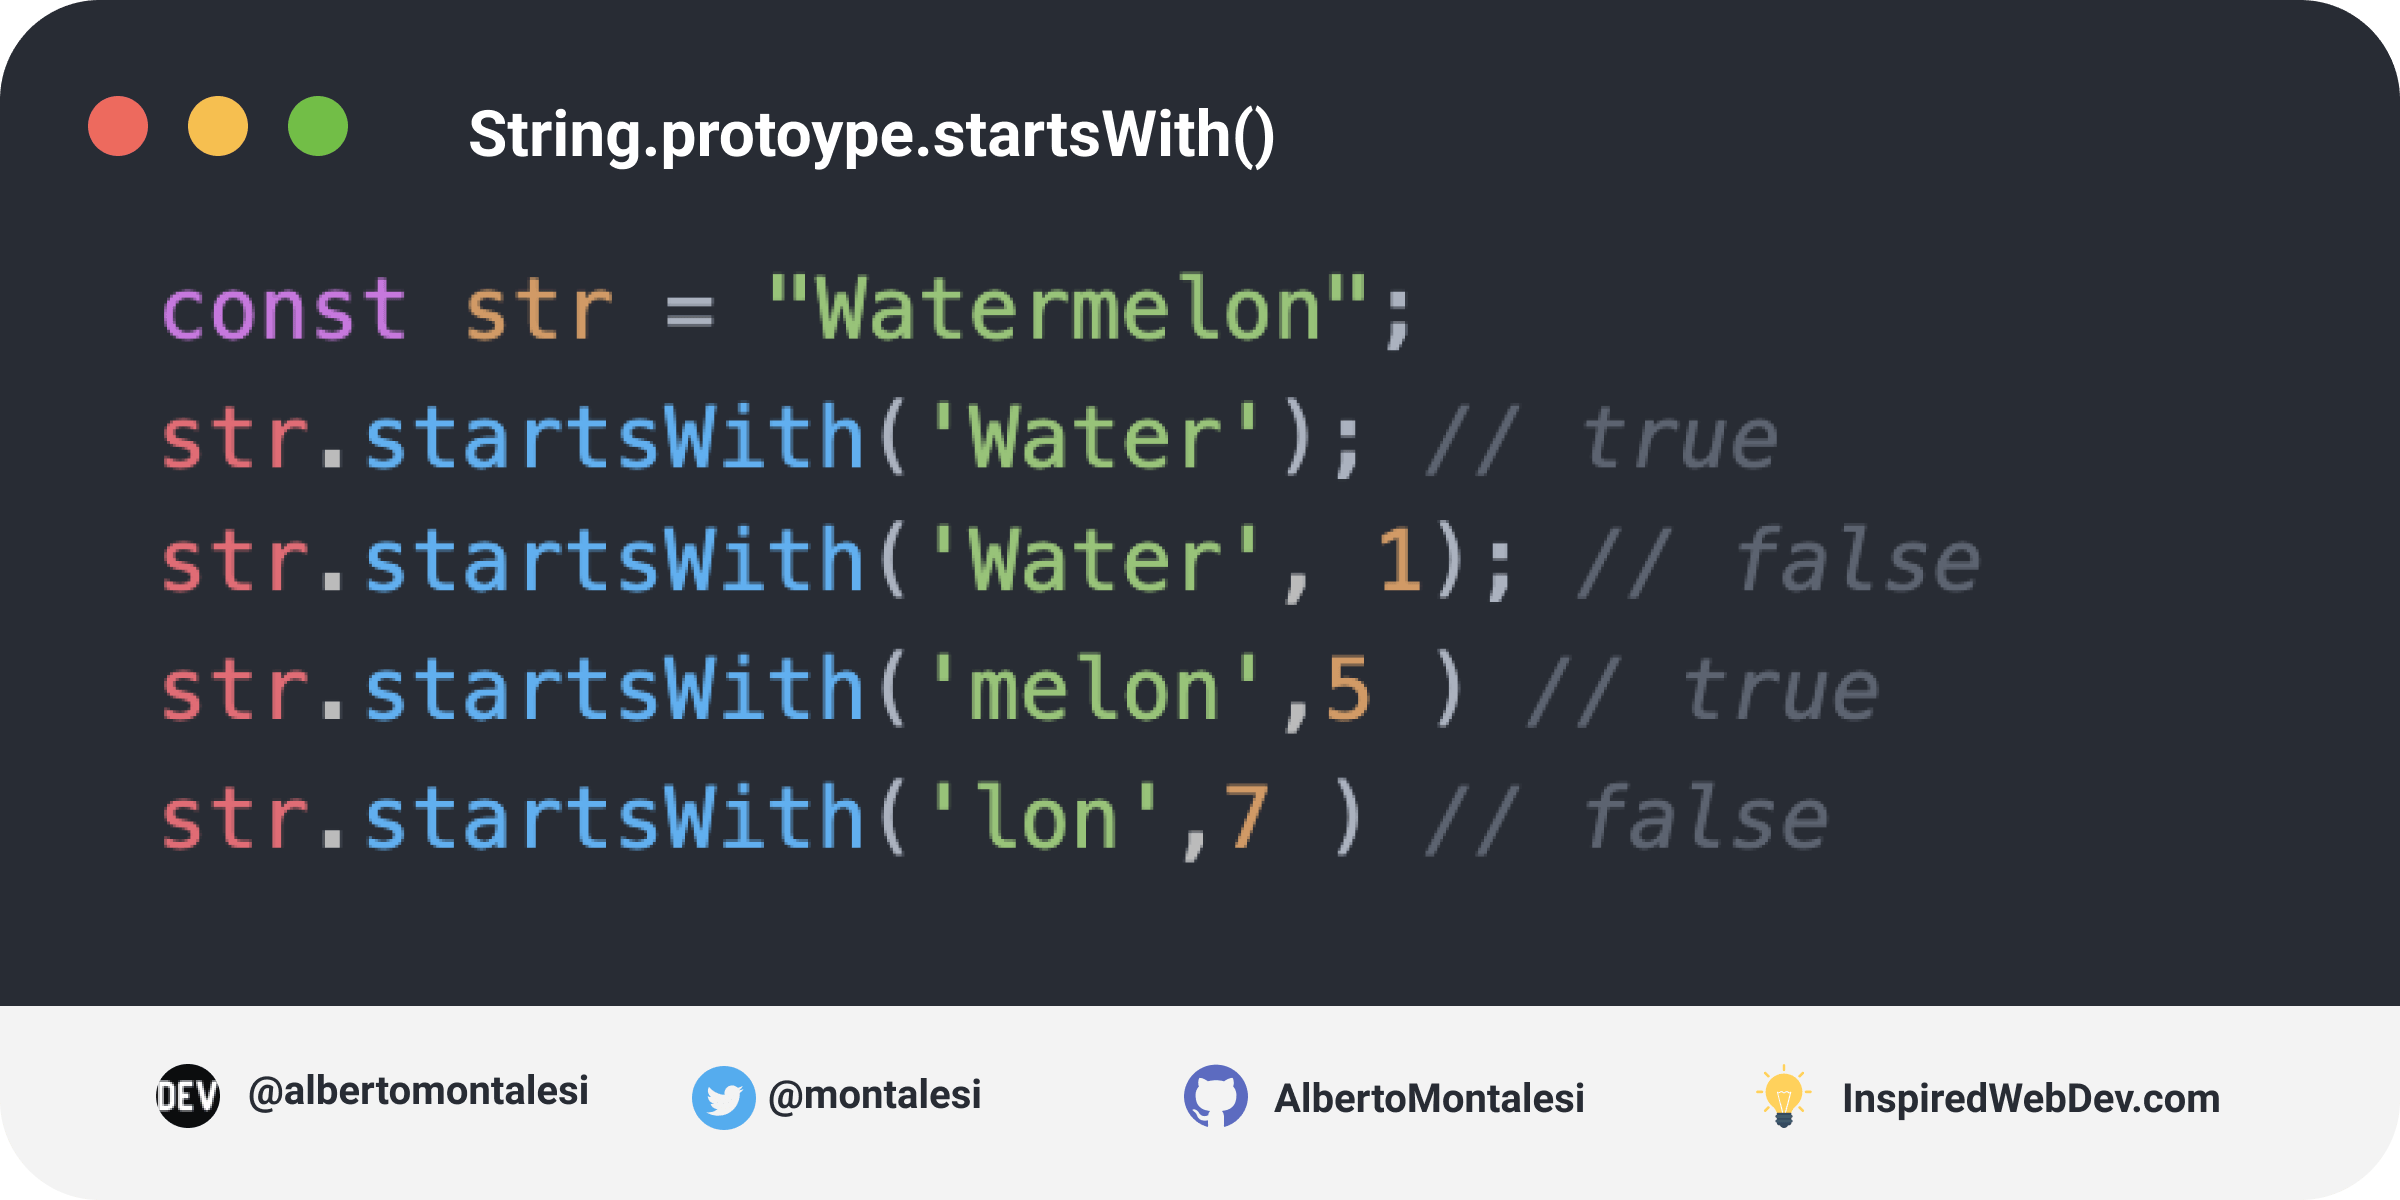 String.protoype.startsWith()
const str = "Watermelon";
str.startsWith('Water'); // true
str.startsWith('Water', 1); // false
str.startsWith('melon',5 ) // true
str.startsWith('lon',7 ) // false
DEV @albertomontalesi @montalesi AlbertoMontalesi InspiredWebDev.com